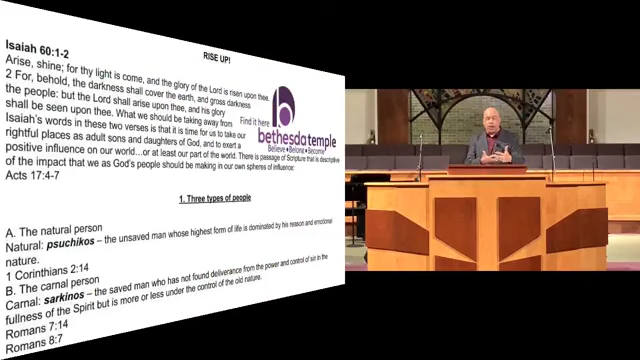 RISE UP!
Isaiah 60:1-2
Arise, shine; for thy light is come, and the glory of the Lord is risen upon thee.
2 For, behold, the darkness shall cover the earth, and gross darkness
the people: but the Lord shall arise upon thee, and his glory
shall be seen upon thee. What we should be taking away from
Isaiah's words in these two verses is that it is time for us to take our
rightful places as adult sons and daughters of God, and to exert a
positive influence on our world…or at least our part of the world. There is passage of Scripture that is descriptive
of the impact that we as God's people should be making in our own spheres of influence:
Acts 17:4-7
Find it here
bethesdatemple
Believe•Belong•Become
1. Three types of people
A. The natural person
Natural: psuchikos – the unsaved man whose highest form of life is dominated by his reason and emotional
nature.
1 Corinthians 2:14
B. The carnal person
Carnal: sarkinos – the saved man who has not found deliverance from the power and control of sin in the
fullness of the Spirit but is more or less under the control of the old nature.
Romans 7:14
Romans 8:7